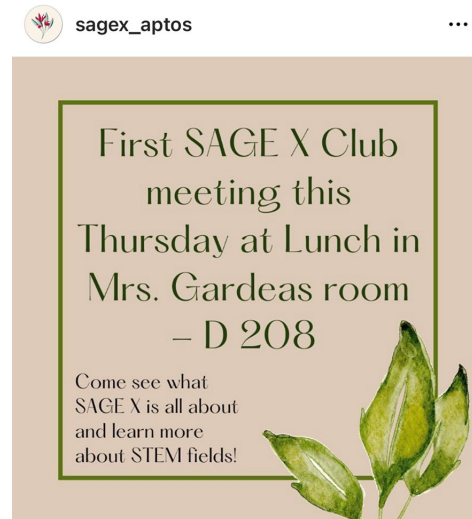 sagex_aptos
First SAGE X Club
meeting this
Thursday at Lunch in
Mrs. Gardeas room
– D 208
Come see what
SAGE X is all about
and learn more
about STEM fields!